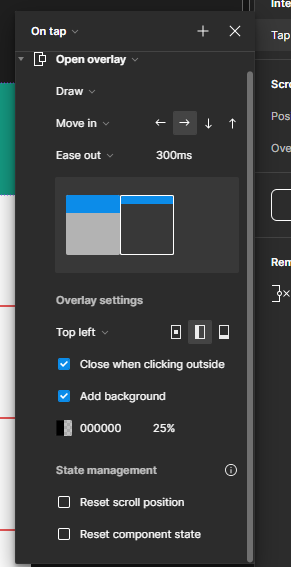 Inte
On tap
Tap
Open overlay
Draw
Scro
Move in
Pos
Ease out 300ms
Ove
Rem
Overlay settings
Top left
Close when clicking outside
Add background
000000 25%
State management
Reset scroll position
Reset component state